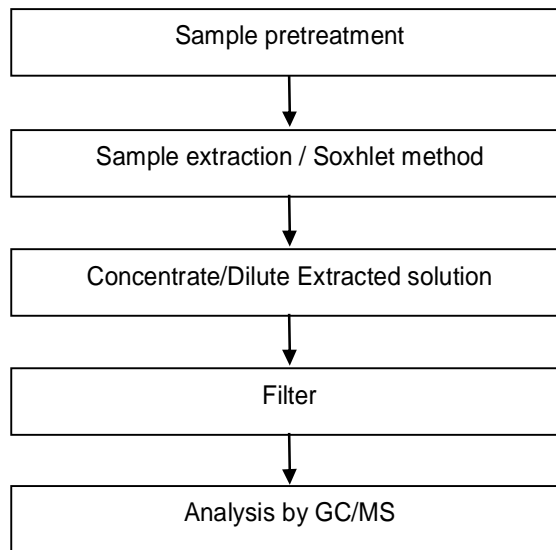 Sample pretreatment
Sample extraction / Soxhlet method
Concentrate/Dilute Extracted solution
Filter
Analysis by GC/MS